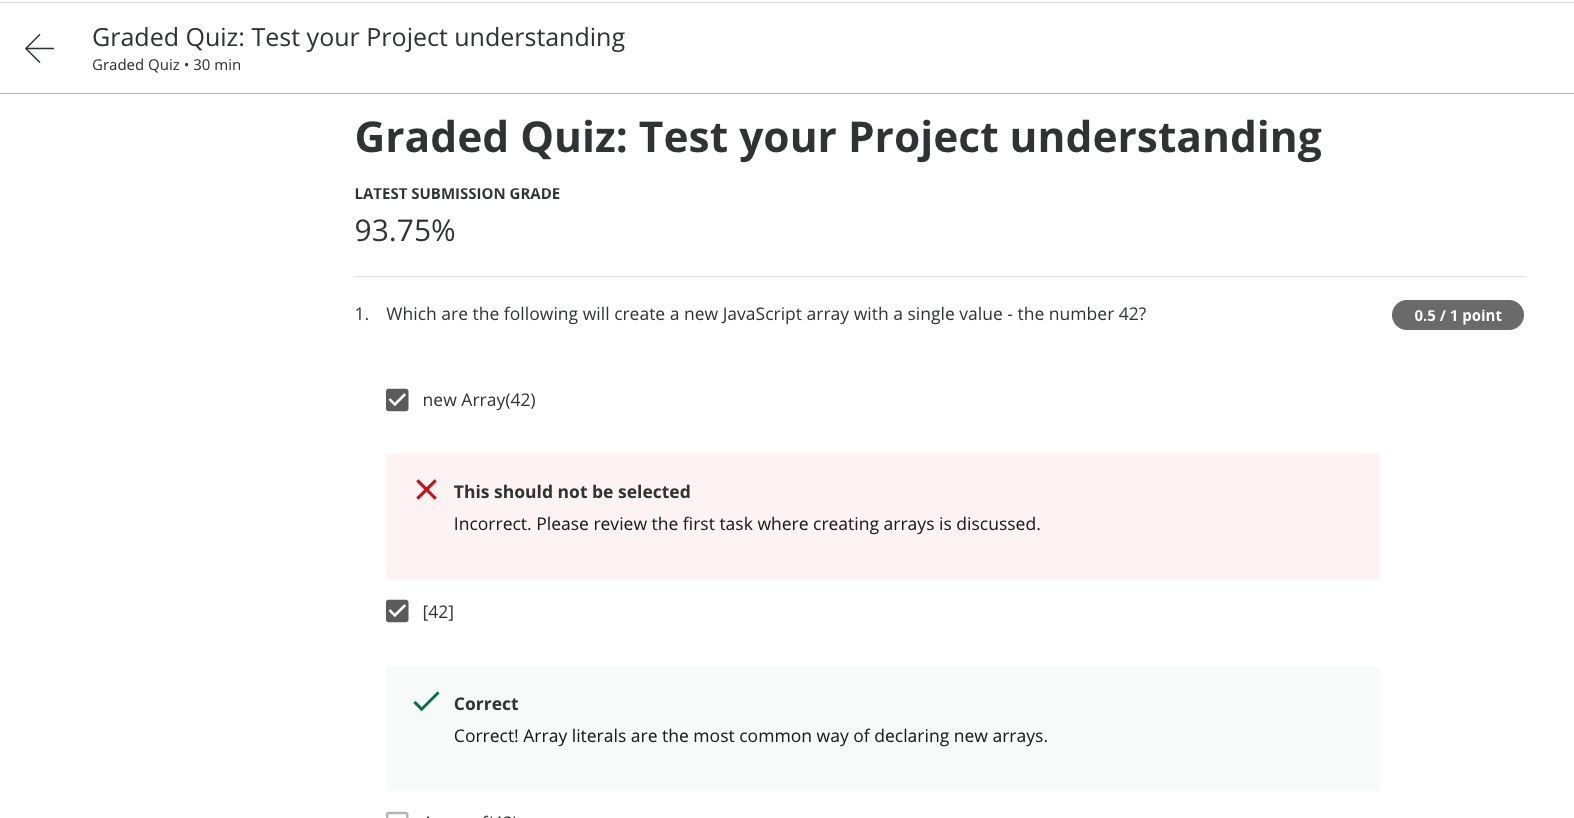 Graded Quiz: Test your Project understanding
Graded Quiz • 30 min
Graded Quiz: Test your Project understanding
LATEST SUBMISSION GRADE
93.75%
1. Which are the following will create a new JavaScript array with a single value - the number 42?
0.5 / 1 point
new Array(42)
This should not be selected
Incorrect. Please review the first task where creating arrays is discussed.
[42]
Correct
Correct! Array literals are the most common way of declaring new arrays.